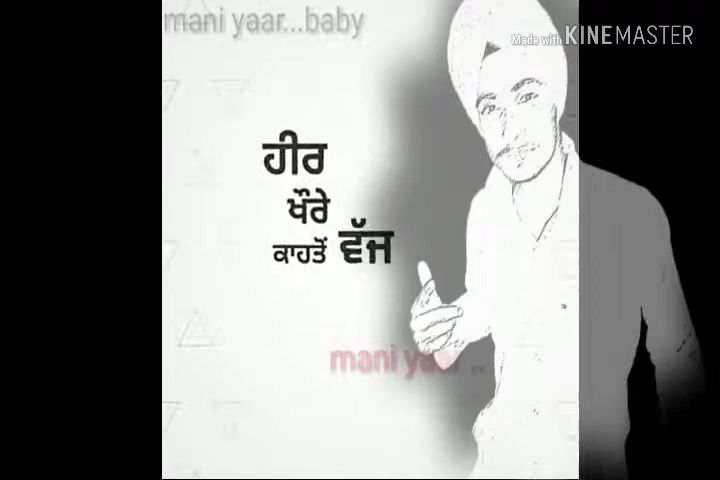 mani yaar...baby
Made with KINEMASTER
ਹੀਰ
ਖੌਰੇ
ਕਾਹਤੋਂ ਵੱਜ
mani yaar ..